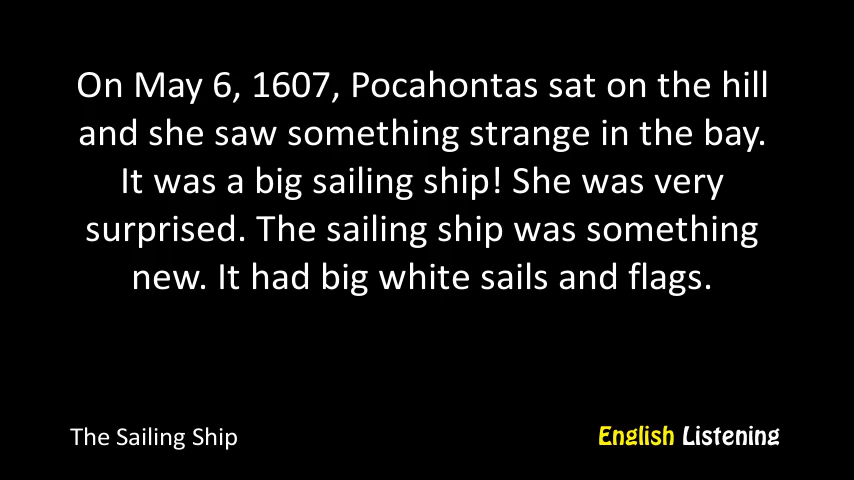 On May 6, 1607, Pocahontas sat on the hill
and she saw something strange in the bay.
It was a big sailing ship! She was very
surprised. The sailing ship was something
new. It had big white sails and flags.
The Sailing Ship
English Listening